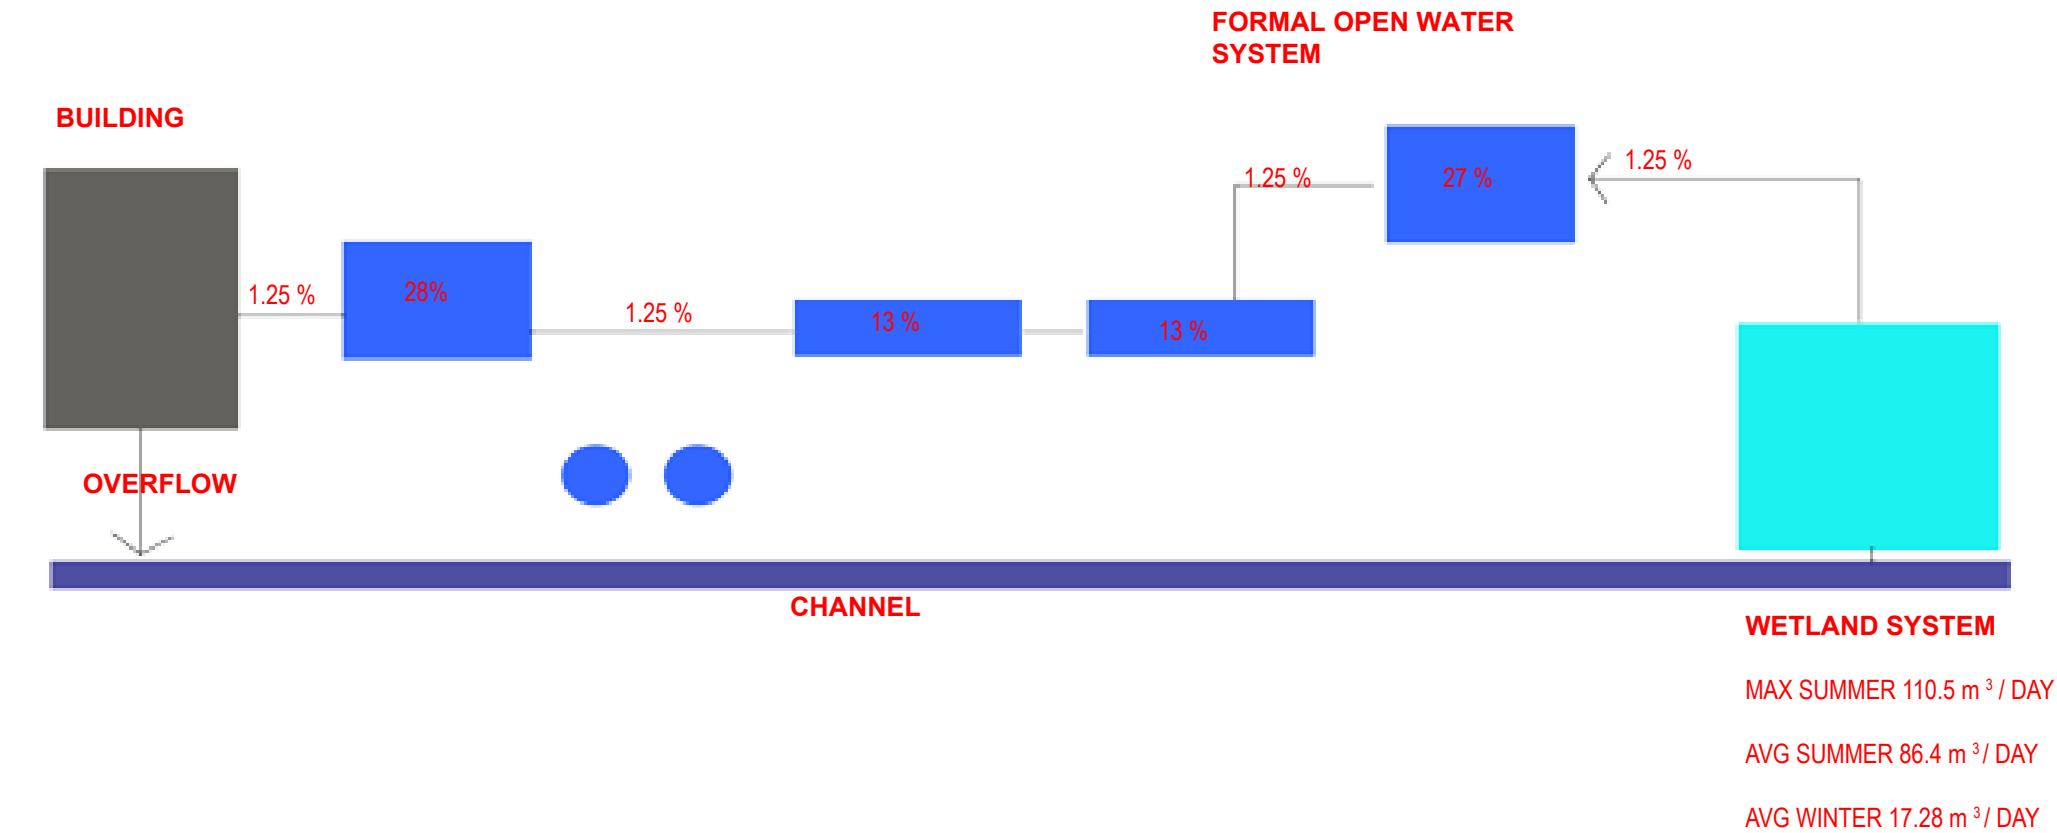 FORMAL OPEN WATER
SYSTEM
BUILDING
1.25 %
1.25 %
27 %
1.25 %
28%
1.25 %
13 %
13 %
OVERFLOW
CHANNEL
WETLAND SYSTEM
MAX SUMMER 110.5 m ³ / DAY
AVG SUMMER 86.4 m ³ / DAY
AVG WINTER 17.28 m ³ / DAY